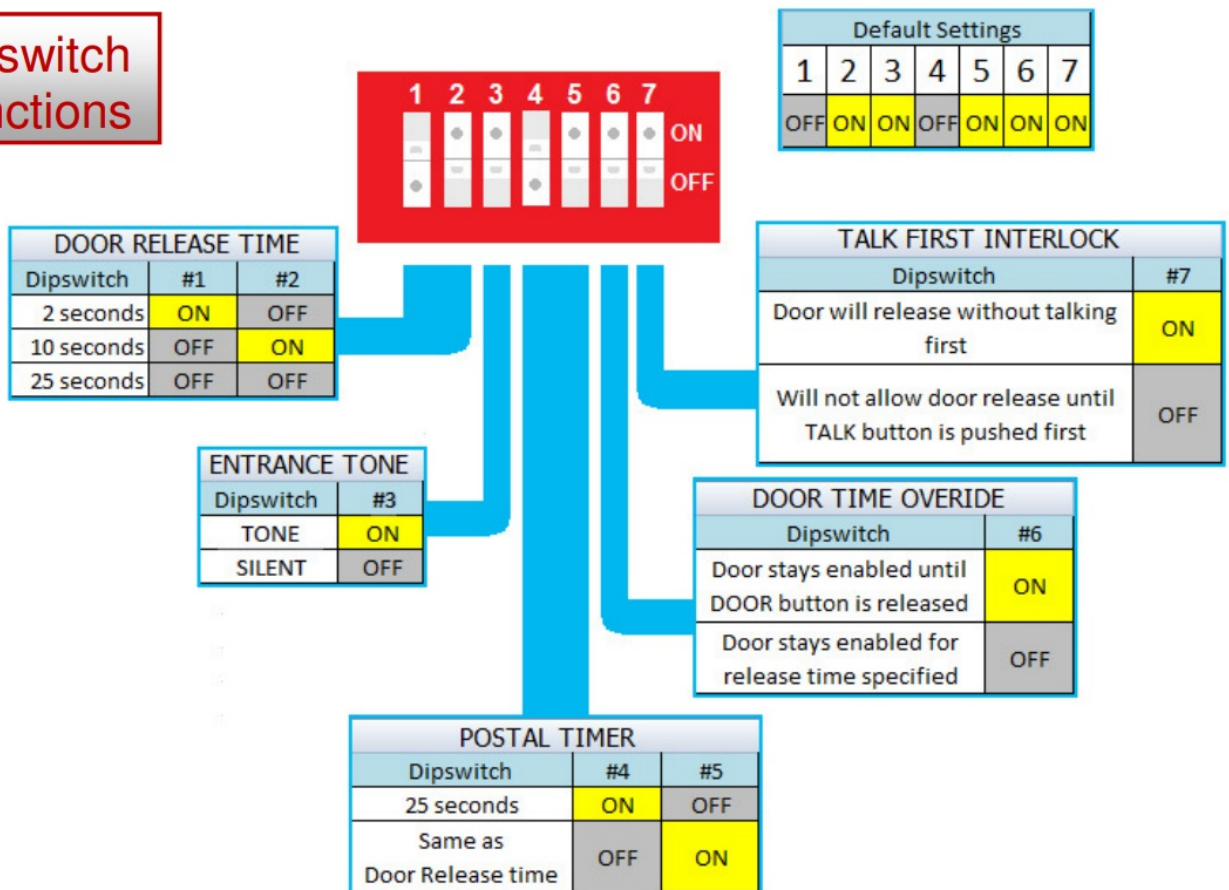 switch
ctions
Default Settings
1 2 3 4 5 6 7
OFF ON ON OFF ON ON ON
1 2 3 4 5 6 7
ON
OFF
DOOR RELEASE TIME
Dipswitch #1 #2
2 seconds ON OFF
10 seconds OFF ON
25 seconds OFF OFF
TALK FIRST INTERLOCK
Dipswitch #7
Door will release without talking
first
ON
Will not allow door release until
TALK button is pushed first
OFF
ENTRANCE TONE
Dipswitch #3
TONE ON
SILENT OFF
DOOR TIME OVERIDE
Dipswitch #6
Door stays enabled until
DOOR button is released
ON
Door stays enabled for
release time specified
OFF
POSTAL TIMER
Dipswitch #4 #5
25 seconds ON OFF
Same as
Door Release time
OFF ON